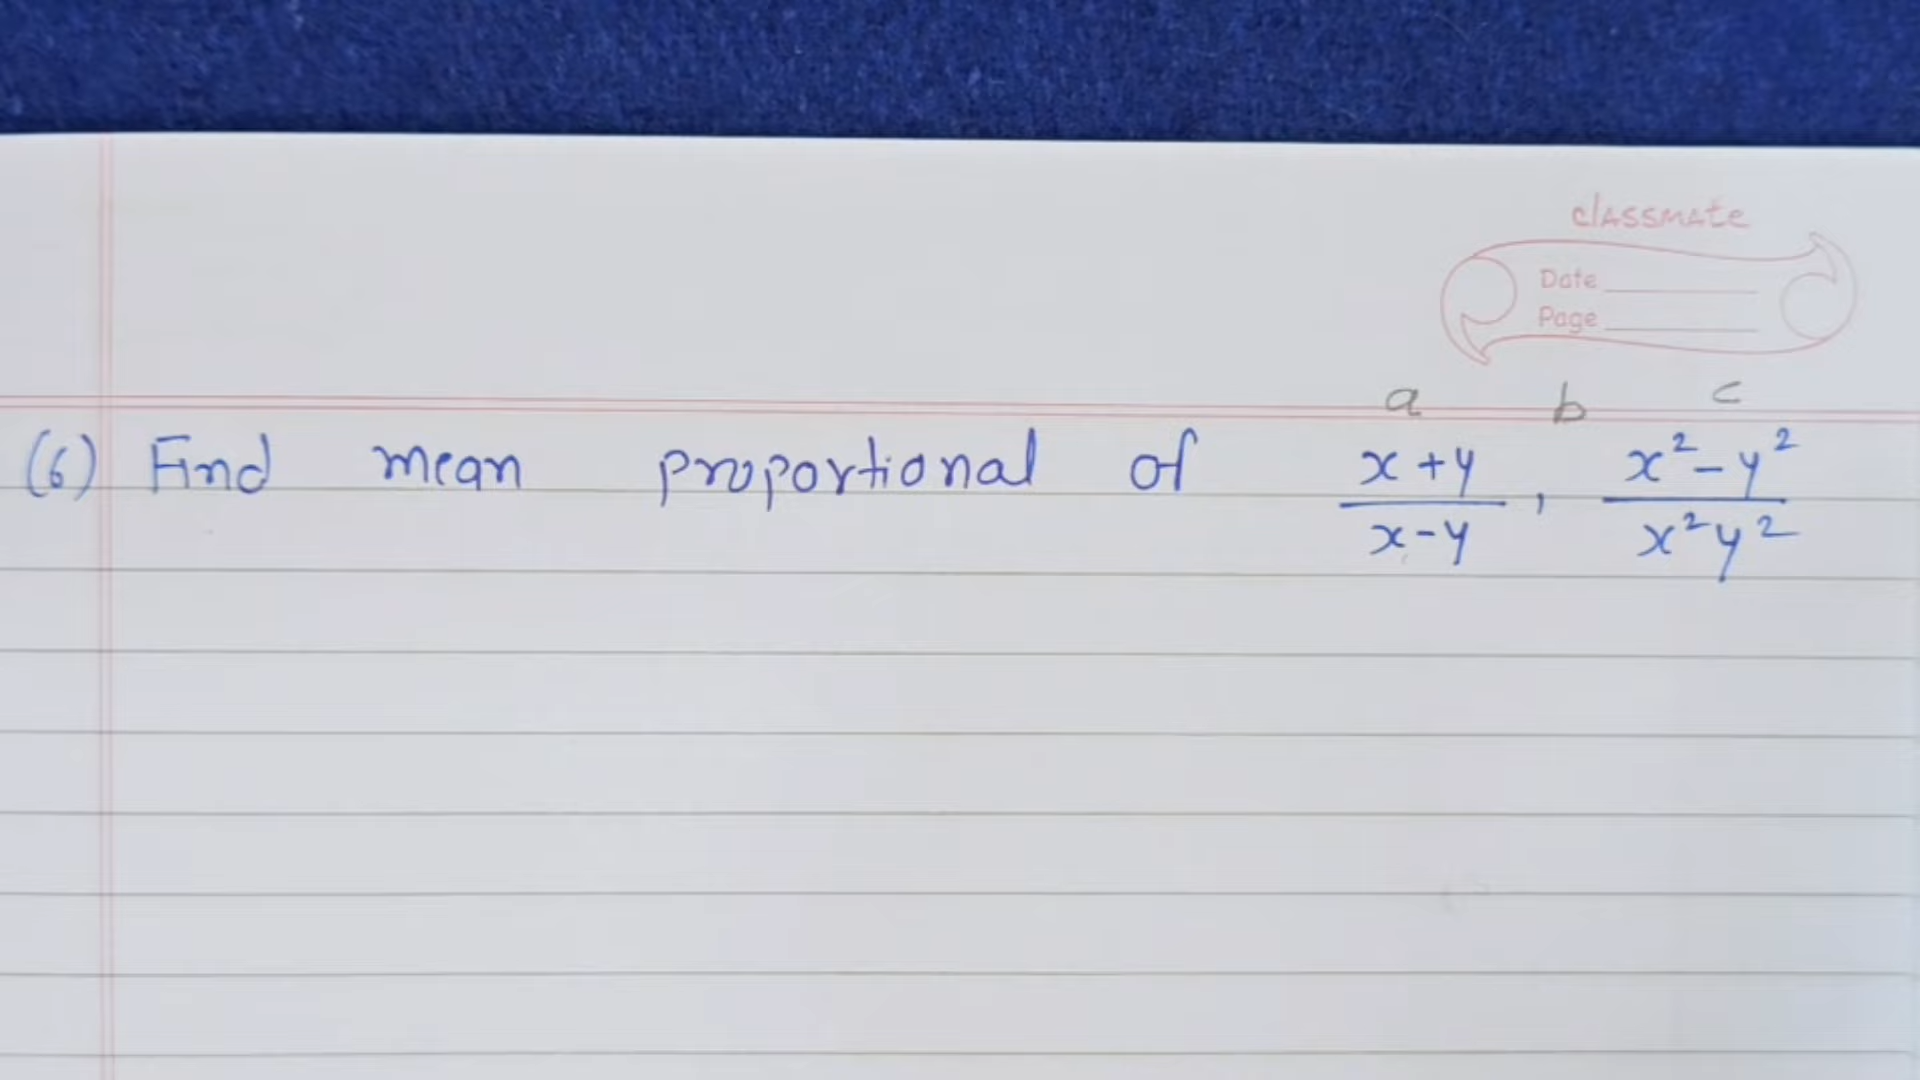 classmate
Date
Page
a b c
(6) Find mean proportional of x+y/x-y, x²-y²/x²y²